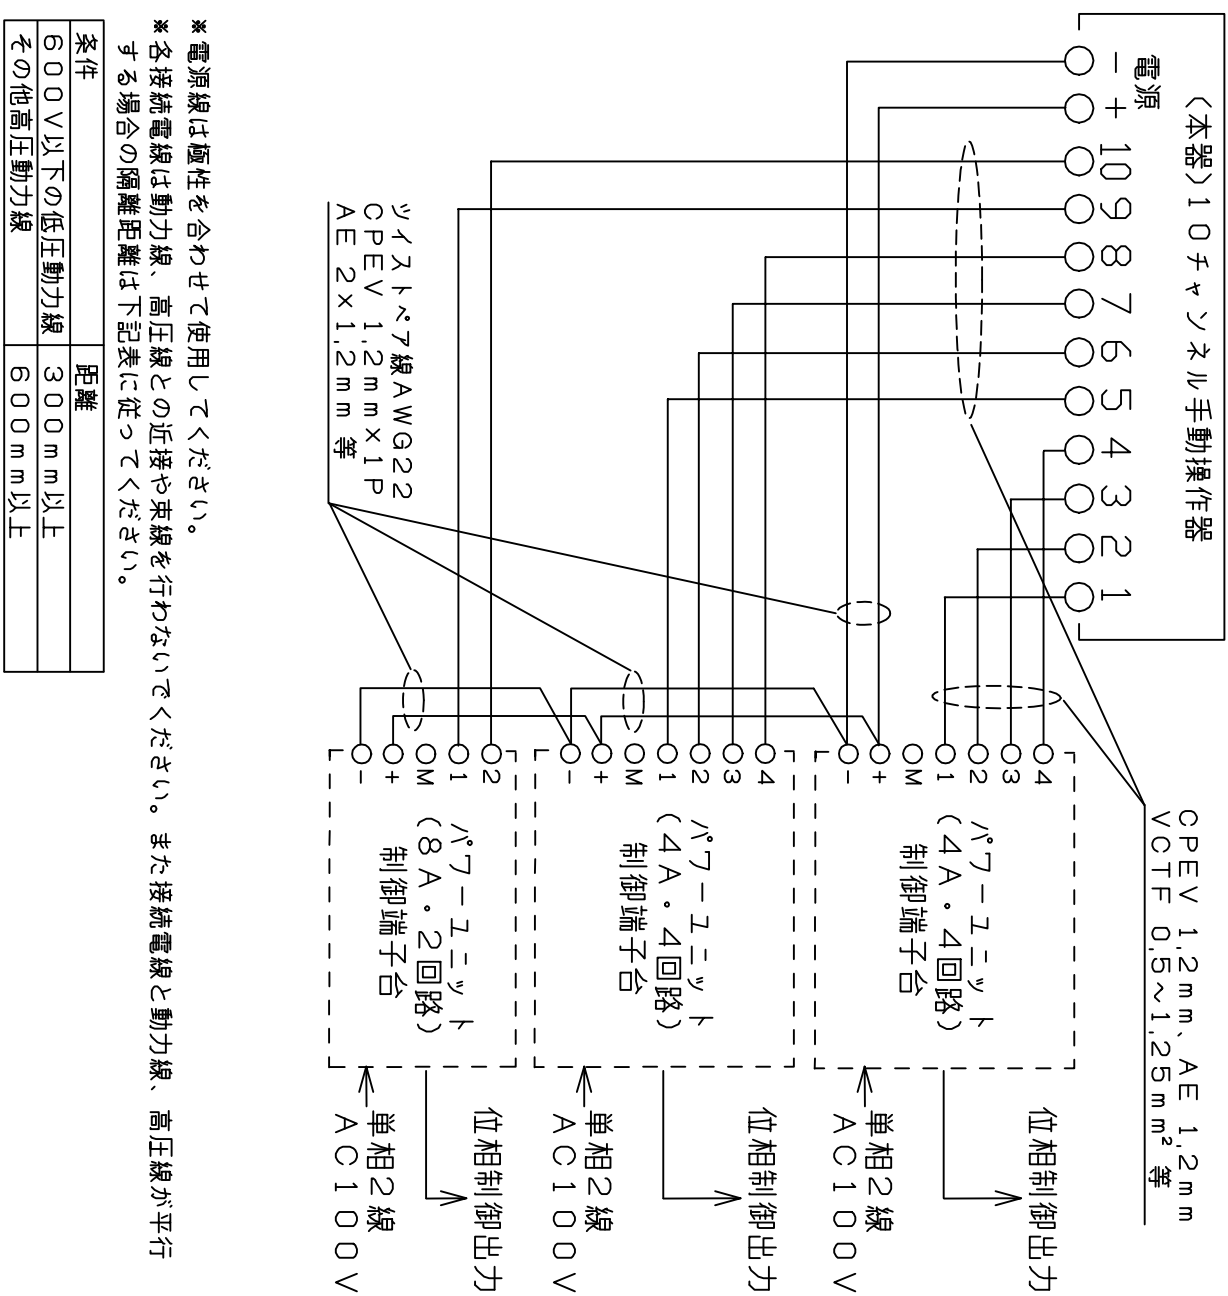 (本器)10チャンネル手動操作器
電源
－
＋
10
9
8
7
6
5
4
3
2
1
CPEV 1,2mm、AE 1,2mm
VCTF 0,5〜1,25mm² 等
4
3
2
1
M
+
-
パワーユニット
(4A・4回路)
制御端子台
位相制御出力
単相2線
AC100V
4
3
2
1
M
+
-
パワーユニット
(4A・4回路)
制御端子台
位相制御出力
単相2線
AC100V
2
1
M
+
-
パワーユニット
(8A・2回路)
制御端子台
位相制御出力
単相2線
AC100V
ツイストペア線AWG22
CPEV 1,2mm×1P
AE 2×1,2mm 等
※電源線は極性を合わせて使用してください。
※各接続電線は動力線、高圧線との近接や束線を行わないでください。また接続電線と動力線、高圧線が平行
する場合の隔離距離は下記表に従ってください。
条件 距離
600V以下の低圧動力線 300mm以上
その他高圧動力線 600mm以上